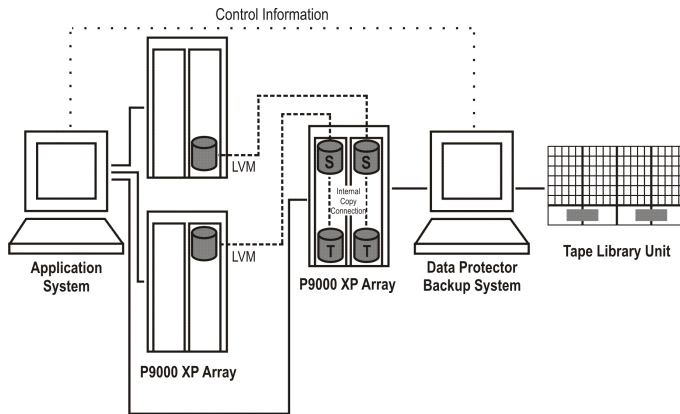 Control Information
LVM
LVM
S
S
Internal
Copy
Connection
T
T
Application
System
P9000 XP Array
P9000 XP Array
Data Protector
Backup System
Tape Library Unit